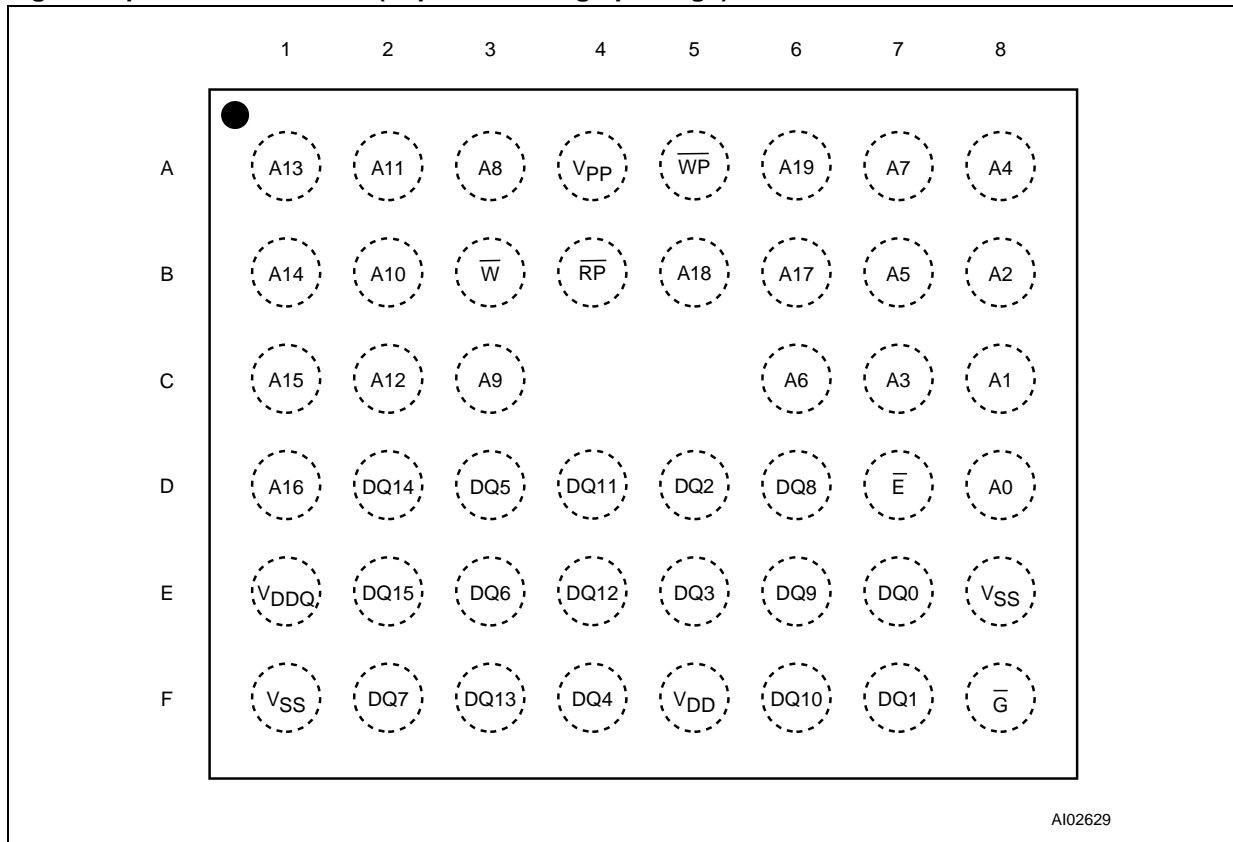 1 2 3 4 5 6 7 8
A A13 A11 A8 VPP W̅P̅ A19 A7 A4
B A14 A10 W̅ R̅P̅ A18 A17 A5 A2
C A15 A12 A9 A6 A3 A1
D A16 DQ14 DQ5 DQ11 DQ2 DQ8 E̅ A0
E VDDQ DQ15 DQ6 DQ12 DQ3 DQ9 DQ0 VSS
F VSS DQ7 DQ13 DQ4 VDD DQ10 DQ1 G̅
AI02629